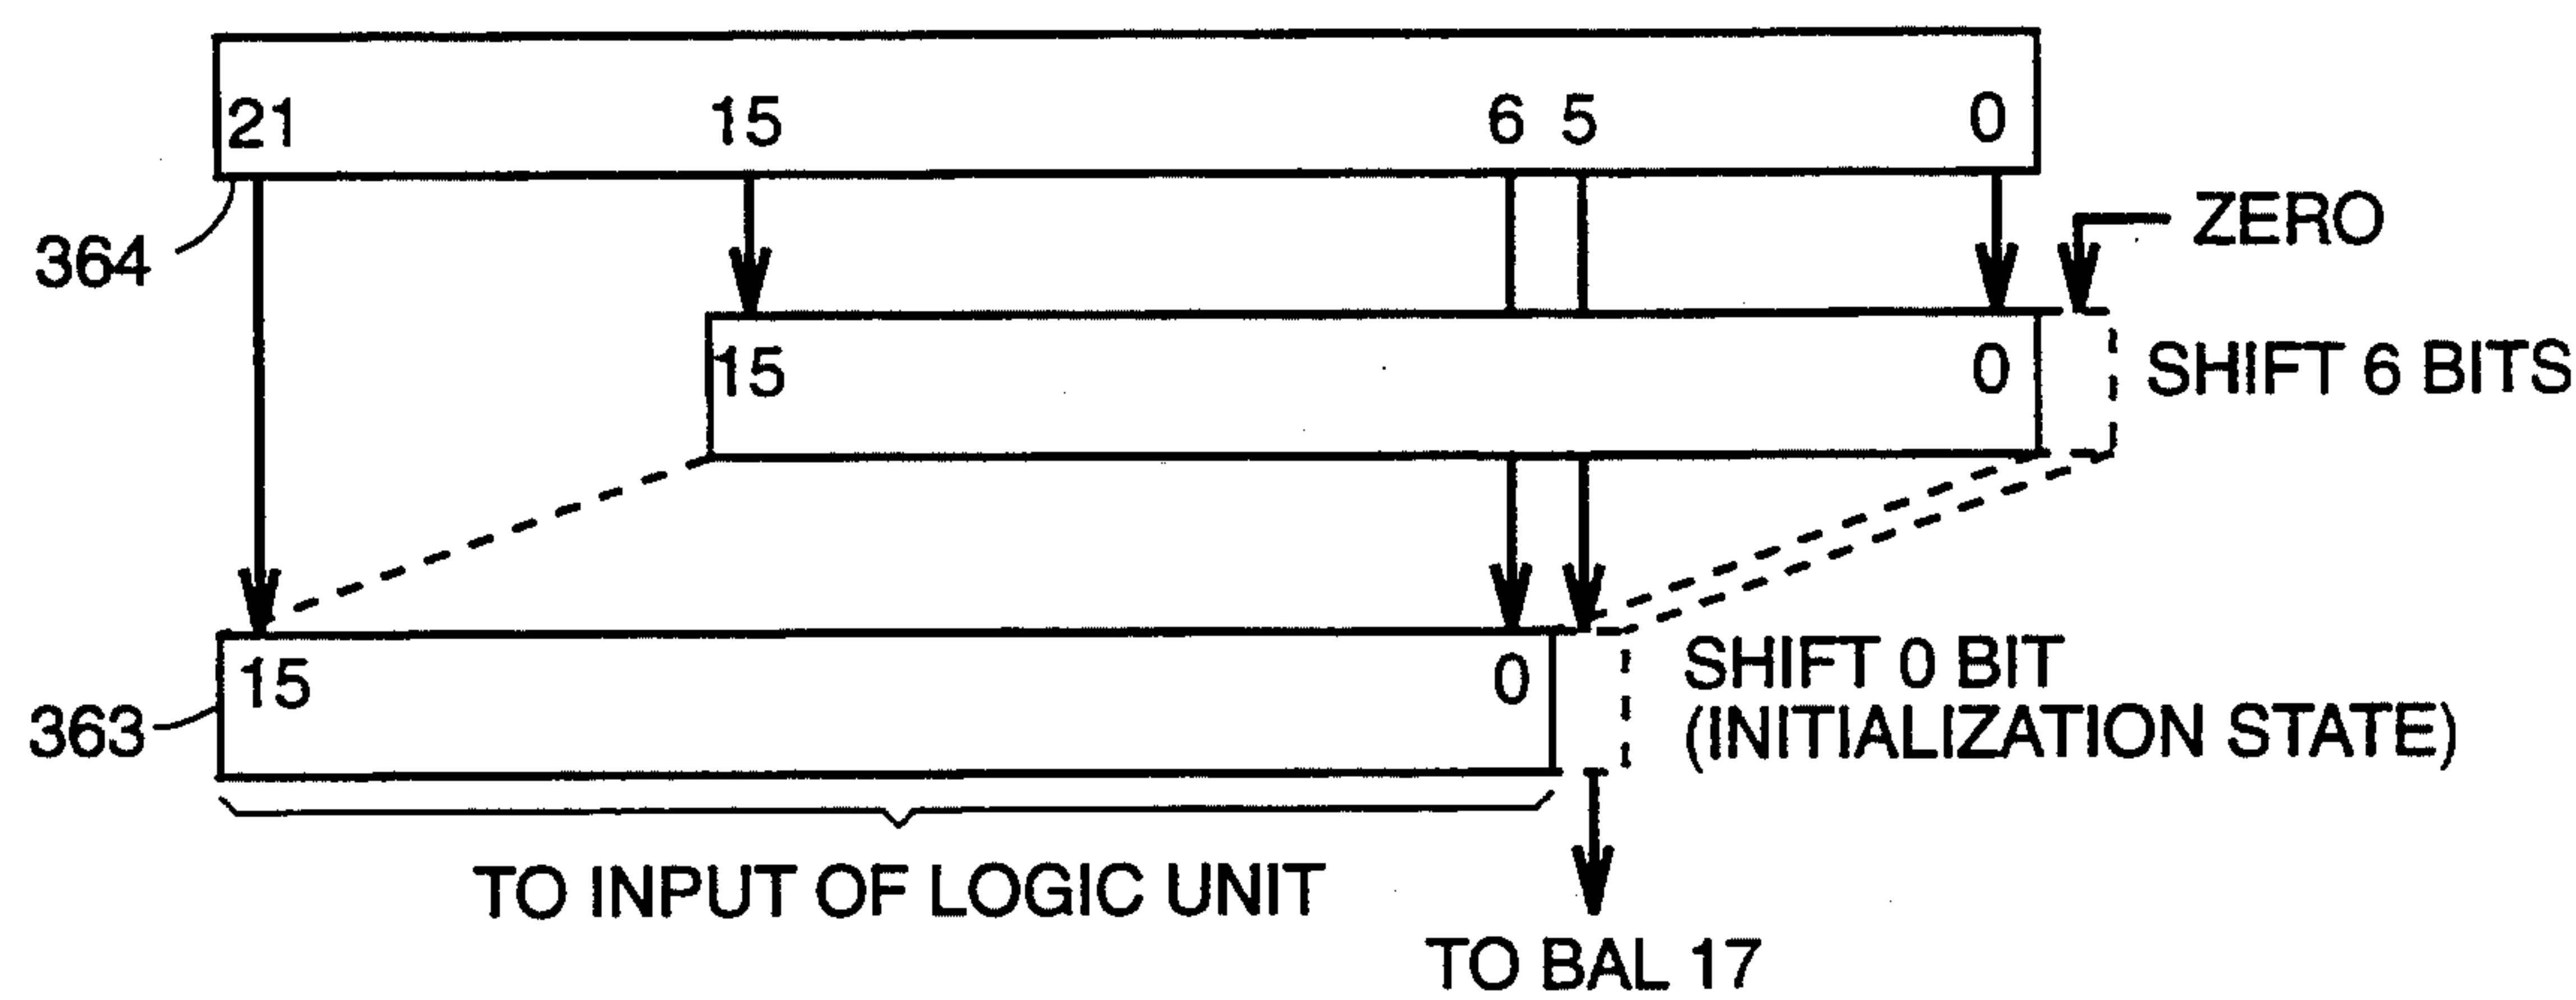 21 15 6 5 0
364
ZERO
15 0
SHIFT 6 BITS
15 0
363
SHIFT 0 BIT
(INITIALIZATION STATE)
TO INPUT OF LOGIC UNIT
TO BAL 17